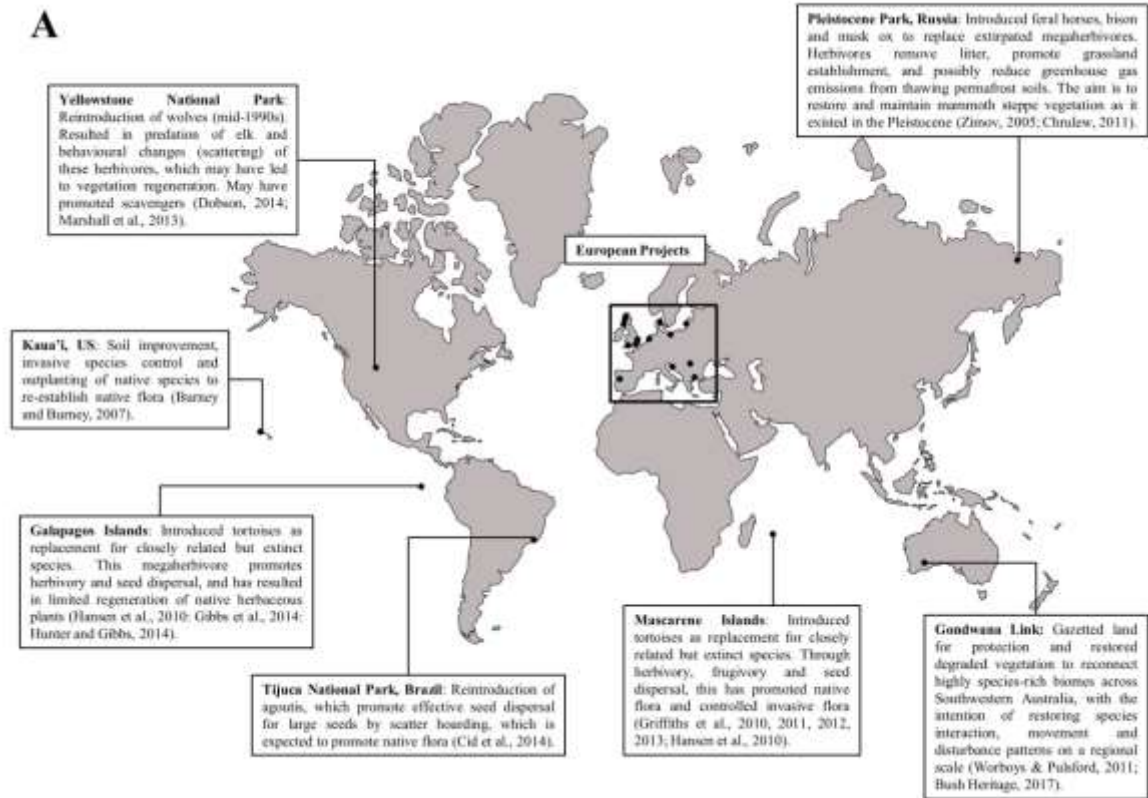 A
Pleistocene Park, Russia: Introduced feral horses, bison
and musk ox to replace extirpated megaherbivores.
Herbivores remove litter, promote grassland
establishment, and possibly reduce greenhouse gas
emissions from thawing permafrost soils. The aim is to
restore and maintain mammoth steppe vegetation as it
existed in the Pleistocene (Zimov, 2005; Chrulew, 2011).
Yellowstone National Park:
Reintroduction of wolves (mid-1990s).
Resulted in predation of elk and
behavioural changes (scattering) of
these herbivores, which may have led
to vegetation regeneration. May have
promoted scavengers (Dobson, 2014;
Marshall et al., 2013).
European Projects
Kaua'i, US: Soil improvement,
invasive species control and
outplanting of native species to
re-establish native flora (Burney
and Burney, 2007).
Galapagos Islands: Introduced tortoises as
replacement for closely related but extinct
species. This megaherbivore promotes
herbivory and seed dispersal, and has resulted
in limited regeneration of native herbaceous
plants (Hansen et al., 2010: Gibbs et al., 2014:
Hunter and Gibbs, 2014).
Tijuca National Park, Brazil: Reintroduction of
agoutis, which promote effective seed dispersal
for large seeds by scatter hoarding, which is
expected to promote native flora (Cid et al., 2014).
Mascarene Islands: Introduced
tortoises as replacement for closely
related but extinct species. Through
herbivory, frugivory and seed
dispersal, this has promoted native
flora and controlled invasive flora
(Griffiths et al., 2010, 2011, 2012,
2013; Hansen et al., 2010).
Gondwana Link: Gazetted land
for protection and restored
degraded vegetation to reconnect
highly species-rich biomes across
Southwestern Australia, with the
intention of restoring species
interaction, movement and
disturbance patterns on a regional
scale (Worboys & Pulsford, 2011;
Bush Heritage, 2017).